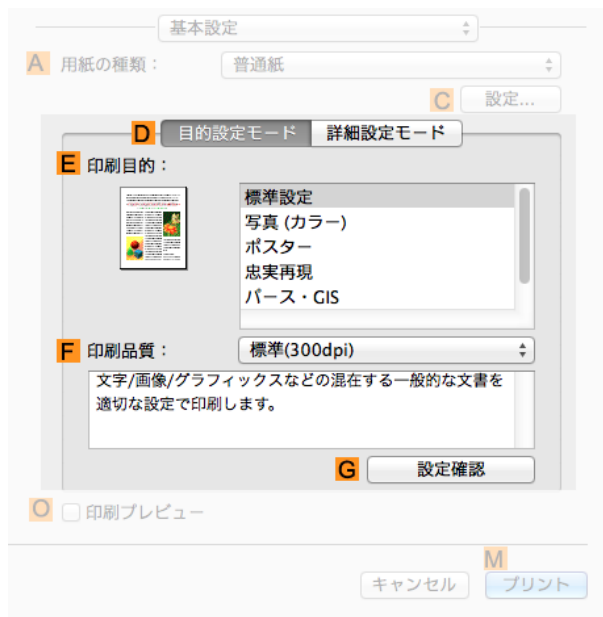 基本設定
A 用紙の種類： 普通紙
C 設定...
D 目的設定モード 詳細設定モード
E 印刷目的：
標準設定
写真 (カラー)
ポスター
忠実再現
パース・GIS
F 印刷品質： 標準(300dpi)
文字/画像/グラフィックスなどの混在する一般的な文書を
適切な設定で印刷します。
G 設定確認
O 印刷プレビュー
M
キャンセル プリント